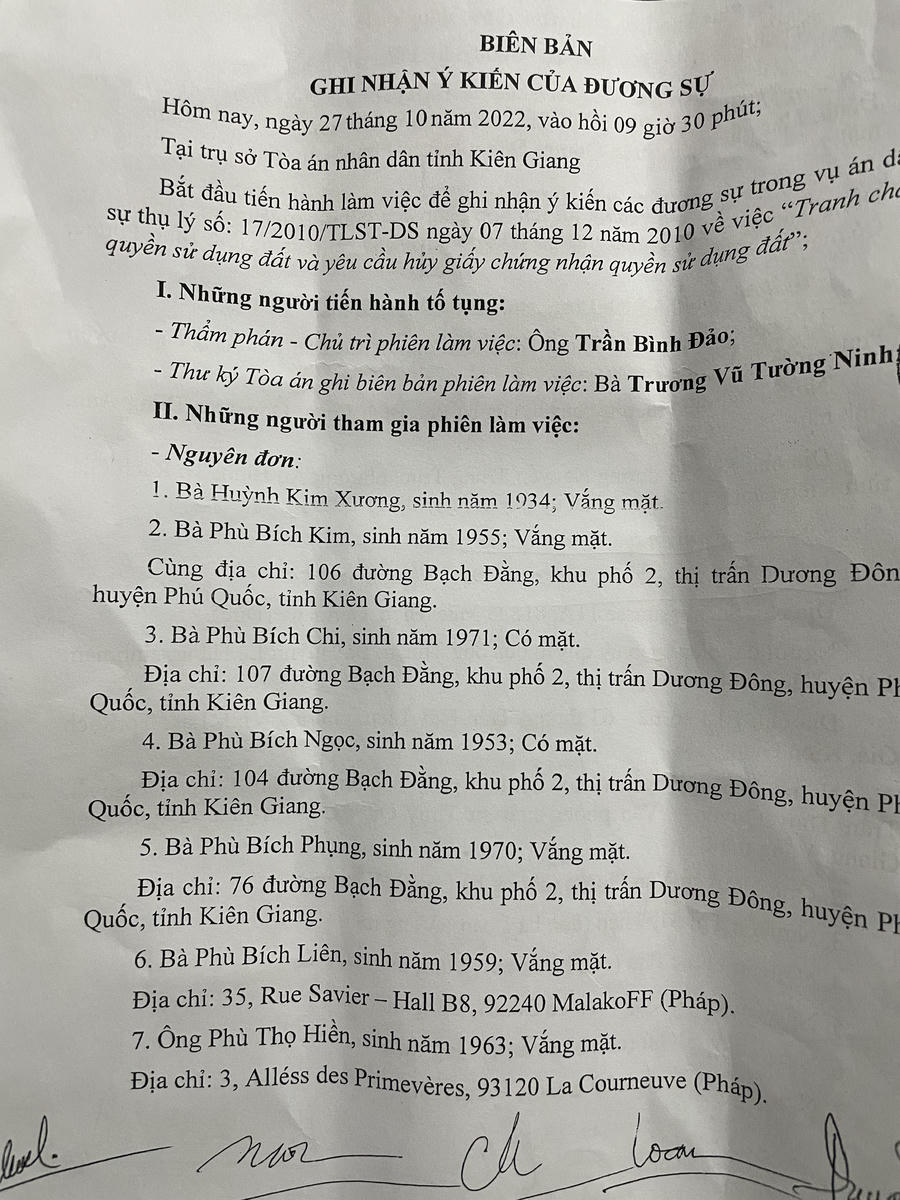 BIÊN BẢN
GHI NHẬN Ý KIẾN CỦA ĐƯƠNG SỰ
Hôm nay, ngày 27 tháng 10 năm 2022, vào hồi 09 giờ 30 phút;
Tại trụ sở Tòa án nhân dân tỉnh Kiên Giang
Bắt đầu tiến hành làm việc để ghi nhận ý kiến các đương sự trong vụ án dâ
sự thụ lý số: 17/2010/TLST-DS ngày 07 tháng 12 năm 2010 về việc “Tranh chấ
quyền sử dụng đất và yêu cầu hủy giấy chứng nhận quyền sử dụng đất”;
I. Những người tiến hành tố tụng:
- Thẩm phán - Chủ trì phiên làm việc: Ông Trần Bình Đảo;
- Thư ký Tòa án ghi biên bản phiên làm việc: Bà Trương Vũ Tường Ninh
II. Những người tham gia phiên làm việc:
- Nguyên đơn:
1. Bà Huỳnh Kim Xương, sinh năm 1934; Vắng mặt.
2. Bà Phù Bích Kim, sinh năm 1955; Vắng mặt.
Cùng địa chỉ: 106 đường Bạch Đằng, khu phố 2, thị trấn Dương Đôn
huyện Phú Quốc, tỉnh Kiên Giang.
3. Bà Phù Bích Chi, sinh năm 1971; Có mặt.
Địa chỉ: 107 đường Bạch Đằng, khu phố 2, thị trấn Dương Đông, huyện Ph
Quốc, tỉnh Kiên Giang.
4. Bà Phù Bích Ngọc, sinh năm 1953; Có mặt.
Địa chỉ: 104 đường Bạch Đằng, khu phố 2, thị trấn Dương Đông, huyện Ph
Quốc, tỉnh Kiên Giang.
5. Bà Phù Bích Phụng, sinh năm 1970; Vắng mặt.
Địa chỉ: 76 đường Bạch Đằng, khu phố 2, thị trấn Dương Đông, huyện Ph
Quốc, tỉnh Kiên Giang.
6. Bà Phù Bích Liên, sinh năm 1959; Vắng mặt.
Địa chỉ: 35, Rue Savier – Hall B8, 92240 MalakoFF (Pháp).
7. Ông Phù Thọ Hiền, sinh năm 1963; Vắng mặt.
Địa chỉ: 3, Alléss des Primevères, 93120 La Courneuve (Pháp).